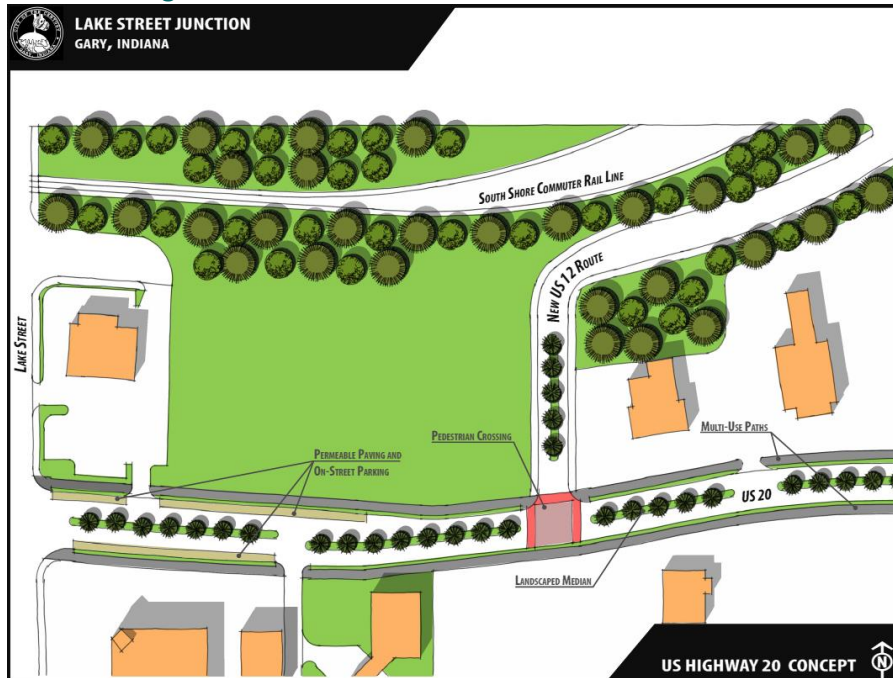 LAKE STREET JUNCTION
GARY, INDIANA
SOUTH SHORE COMMUTER RAIL LINE
NEW US 12 ROUTE
LAKE STREET
PERMEABLE PAVING AND
ON-STREET PARKING
PEDESTRIAN CROSSING
MULTI-USE PATHS
US 20
LANDSCAPED MEDIAN
US HIGHWAY 20 CONCEPT
N